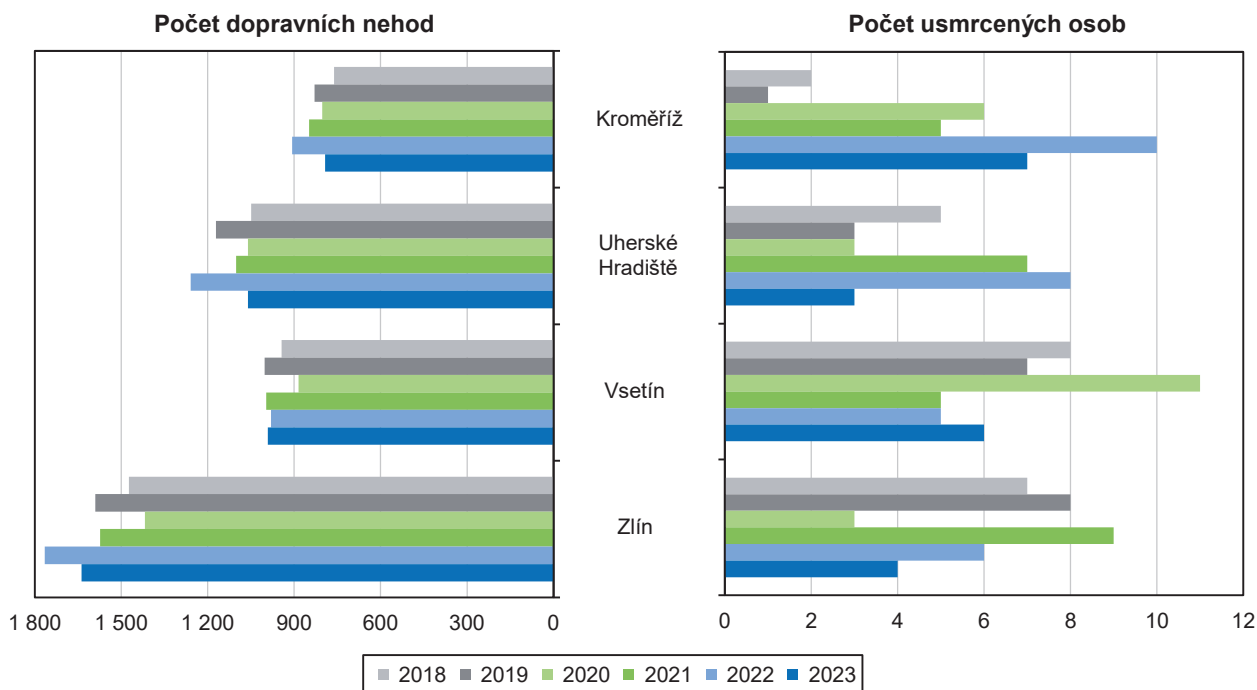 Počet dopravních nehod
Počet usmrcených osob
Kroměříž
Uherské
Hradiště
Vsetín
Zlín
1 800 1 500 1 200 900 600 300 0
0 2 4 6 8 10 12
2018 2019 2020 2021 2022 2023